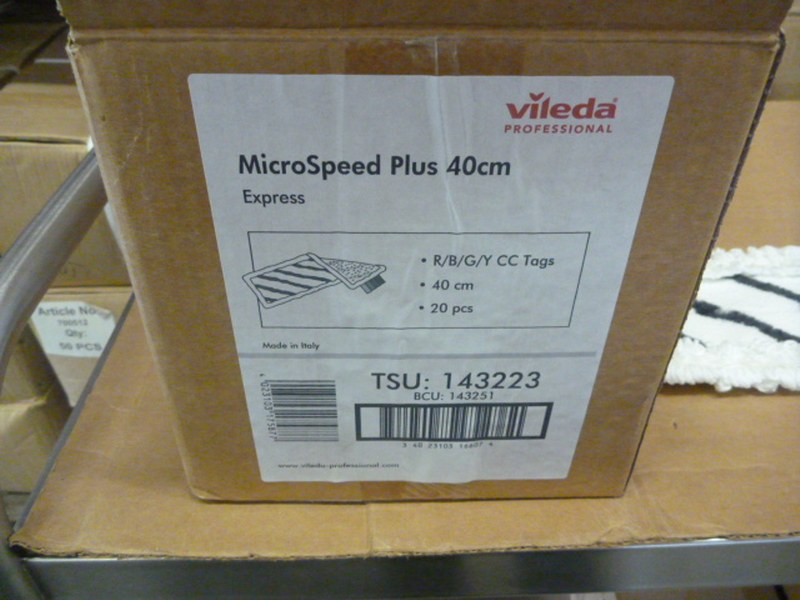 vileda
PROFESSIONAL
MicroSpeed Plus 40cm
Express
• R/B/G/Y CC Tags
• 40 cm
• 20 pcs
Made in Italy
TSU: 143223
BCU: 143251
www.vileda-professional.com
Article No
Qty:
PCS